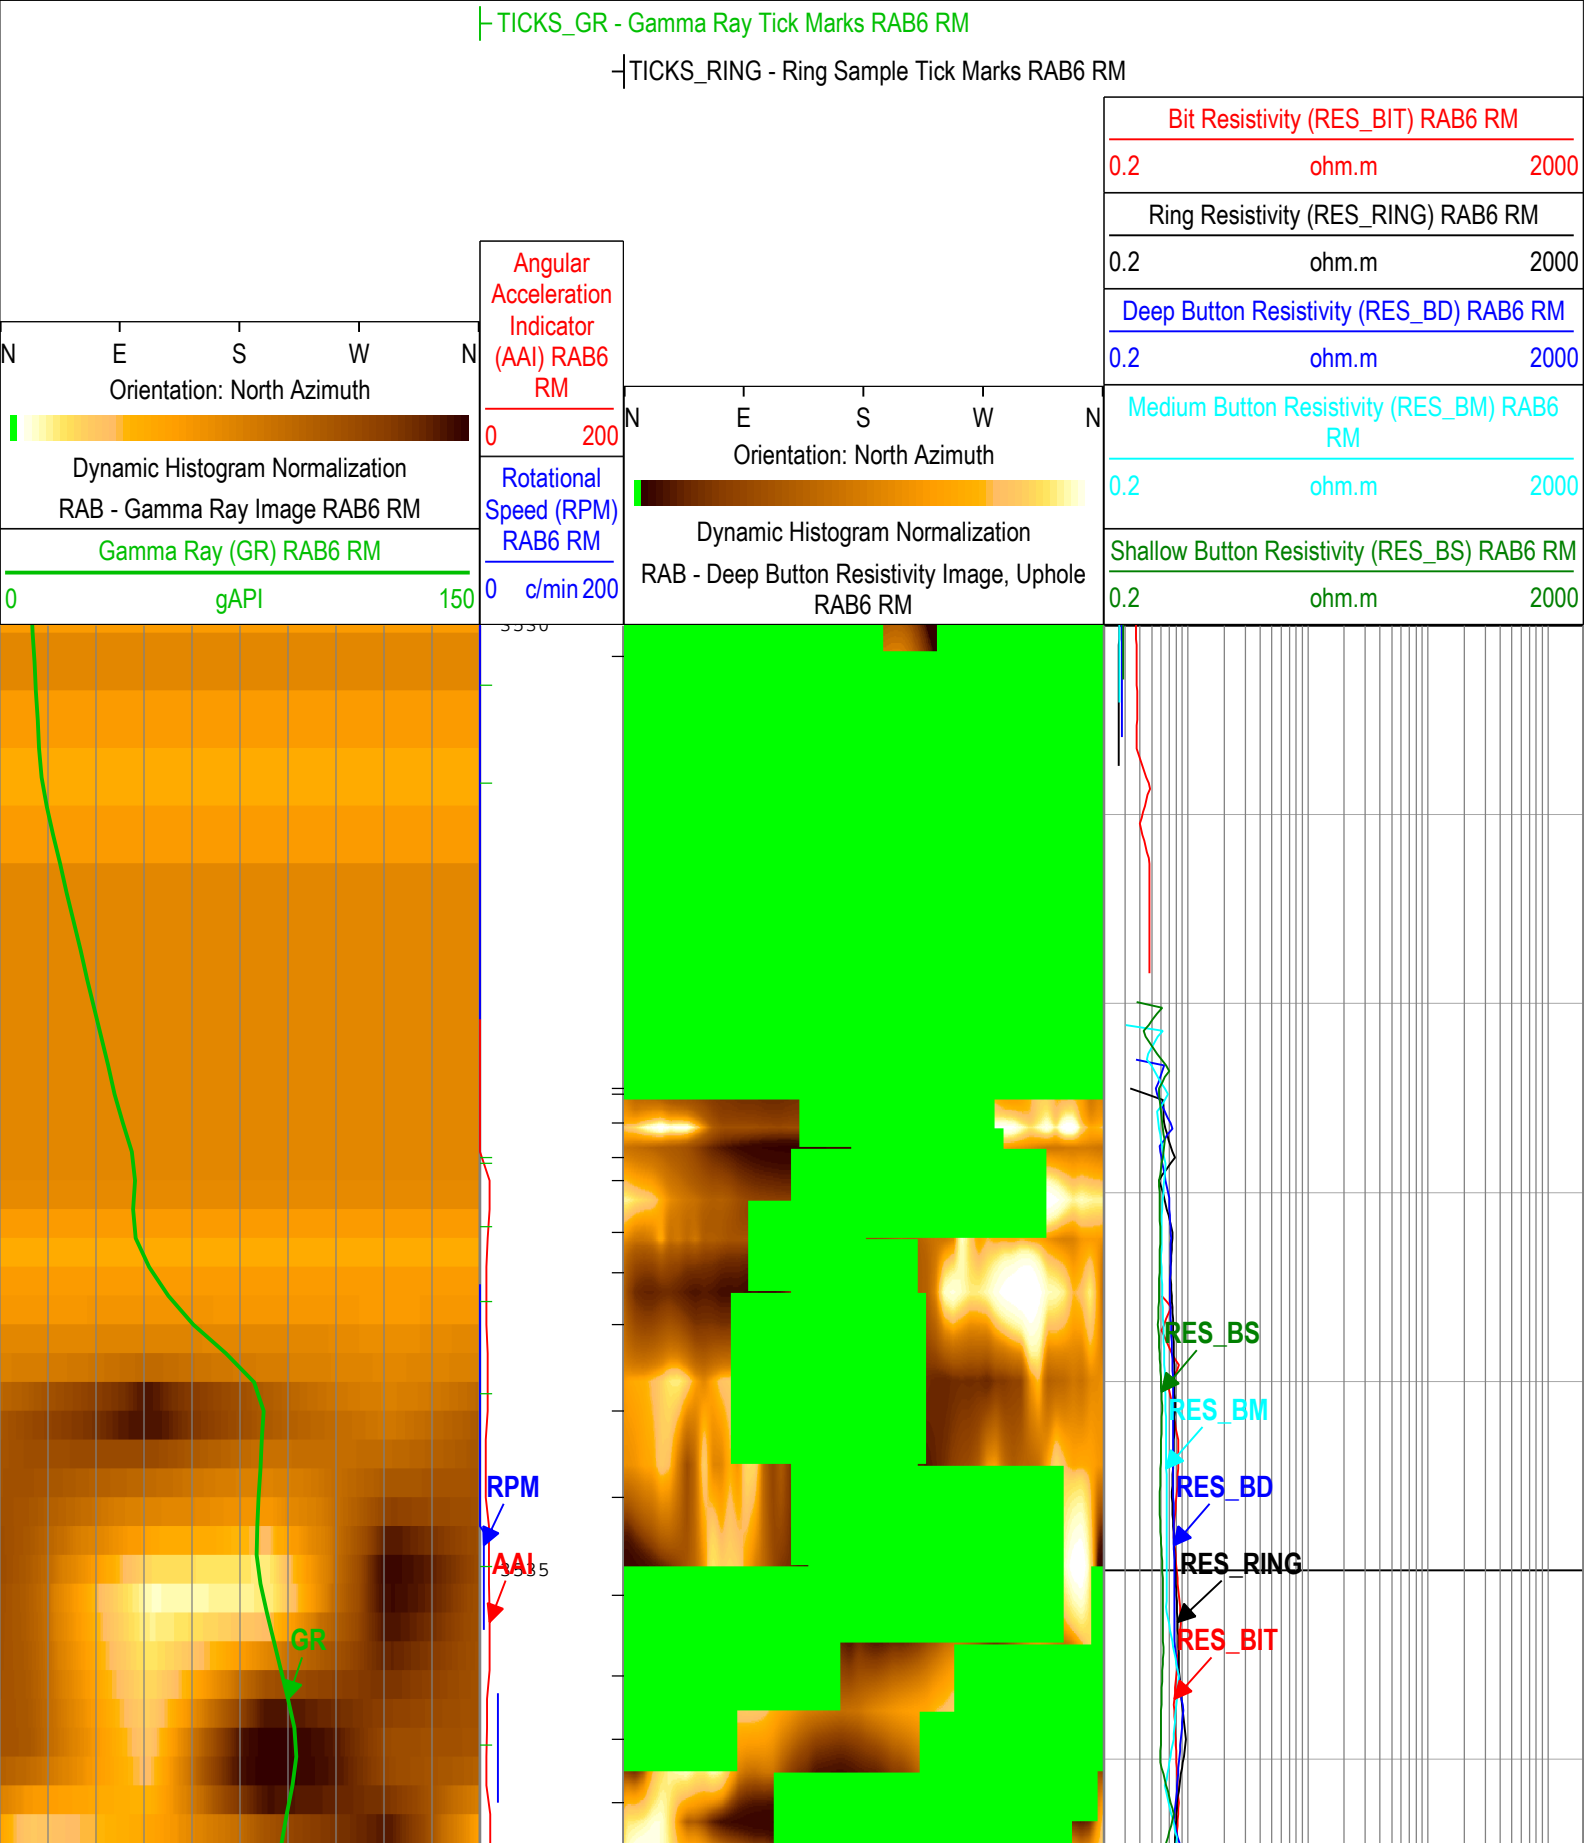 TICKS_GR - Gamma Ray Tick Marks RAB6 RM
TICKS_RING - Ring Sample Tick Marks RAB6 RM
Bit Resistivity (RES_BIT) RAB6 RM
0.2 ohm.m 2000
Ring Resistivity (RES_RING) RAB6 RM
0.2 ohm.m 2000
Deep Button Resistivity (RES_BD) RAB6 RM
0.2 ohm.m 2000
Medium Button Resistivity (RES_BM) RAB6
RM
0.2 ohm.m 2000
Shallow Button Resistivity (RES_BS) RAB6 RM
0.2 ohm.m 2000
Angular
Acceleration
Indicator
(AAI) RAB6
RM
0 200
Rotational
Speed (RPM)
RAB6 RM
0 c/min 200
N E S W N
Orientation: North Azimuth
Dynamic Histogram Normalization
RAB - Gamma Ray Image RAB6 RM
Gamma Ray (GR) RAB6 RM
0 gAPI 150
N E S W N
Orientation: North Azimuth
Dynamic Histogram Normalization
RAB - Deep Button Resistivity Image, Uphole
RAB6 RM
3530
RES_BS
RES_BM
RPM
RES_BD
AAI
3535
RES_RING
GR
RES_BIT